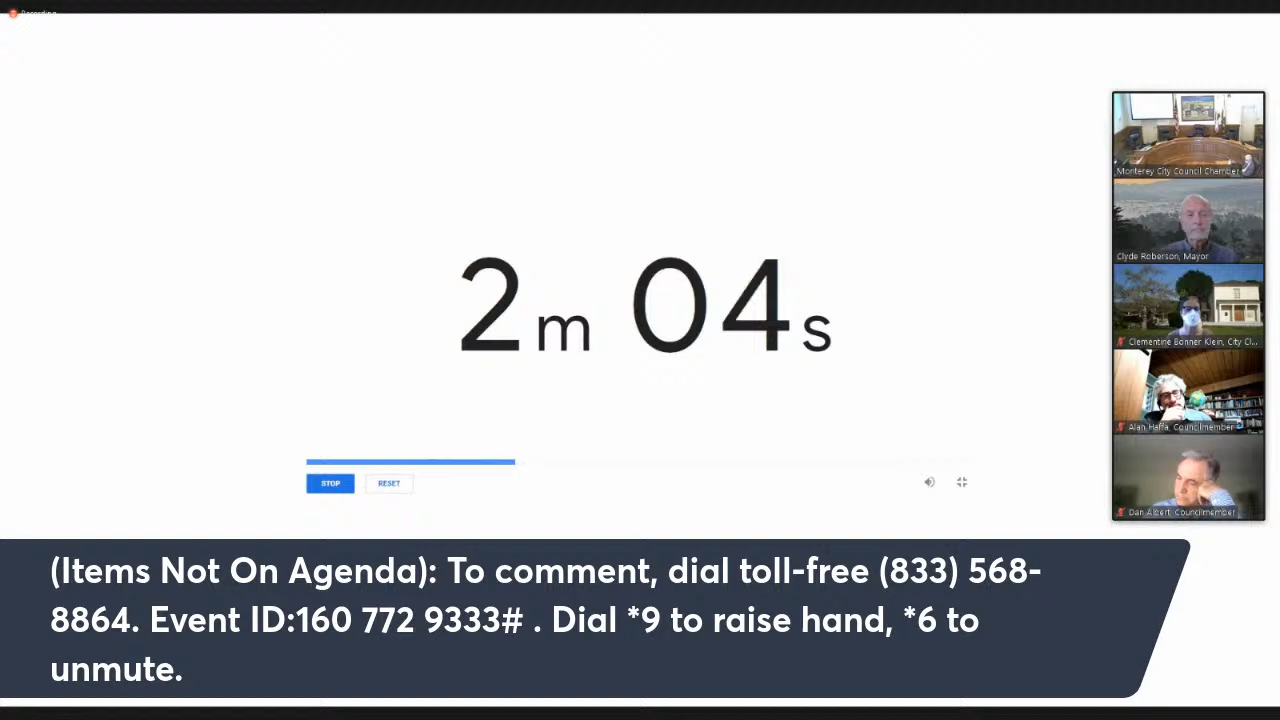 Recording
2m 04s
STOP
RESET
Monterey City Council Chamber
Clyde Roberson, Mayor
Clementine Bonner Klein, City Cl...
Alan Haffa, Councilmember
Dan Albert, Councilmember
(Items Not On Agenda): To comment, dial toll-free (833) 568-
8864. Event ID:160 772 9333# . Dial *9 to raise hand, *6 to
unmute.